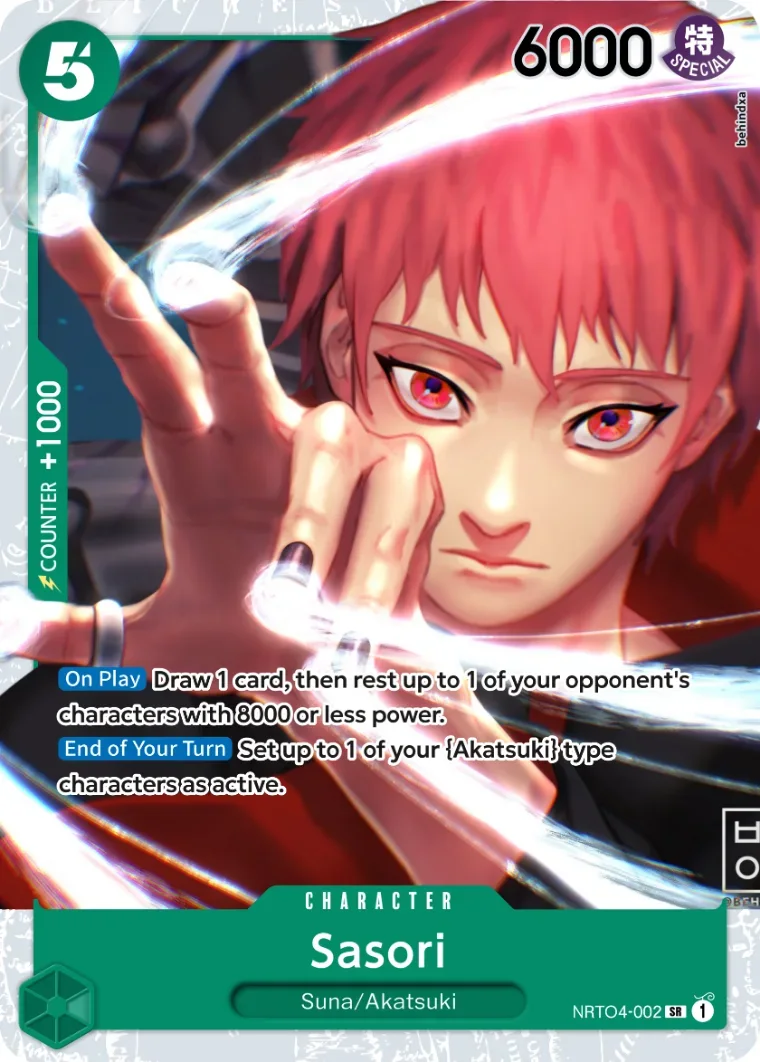 5
6000
特
SPECIAL
behindxa
COUNTER +1000
On Play Draw 1 card, then rest up to 1 of your opponent's
characters with 8000 or less power.
End of Your Turn Set up to 1 of your {Akatsuki} type
characters as active.
CHARACTER
Sasori
Suna/Akatsuki
NRTO4-002 SR 1